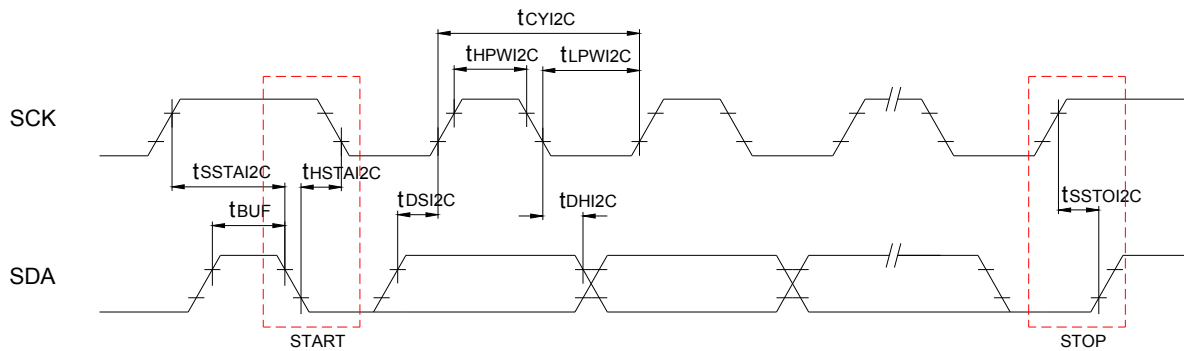 tCYI2C
tHPWI2C
tLPWI2C
SCK
tSSTAI2C
tHSTAI2C
tBUF
tDSI2C
tDHI2C
tSSTOI2C
SDA
START
STOP